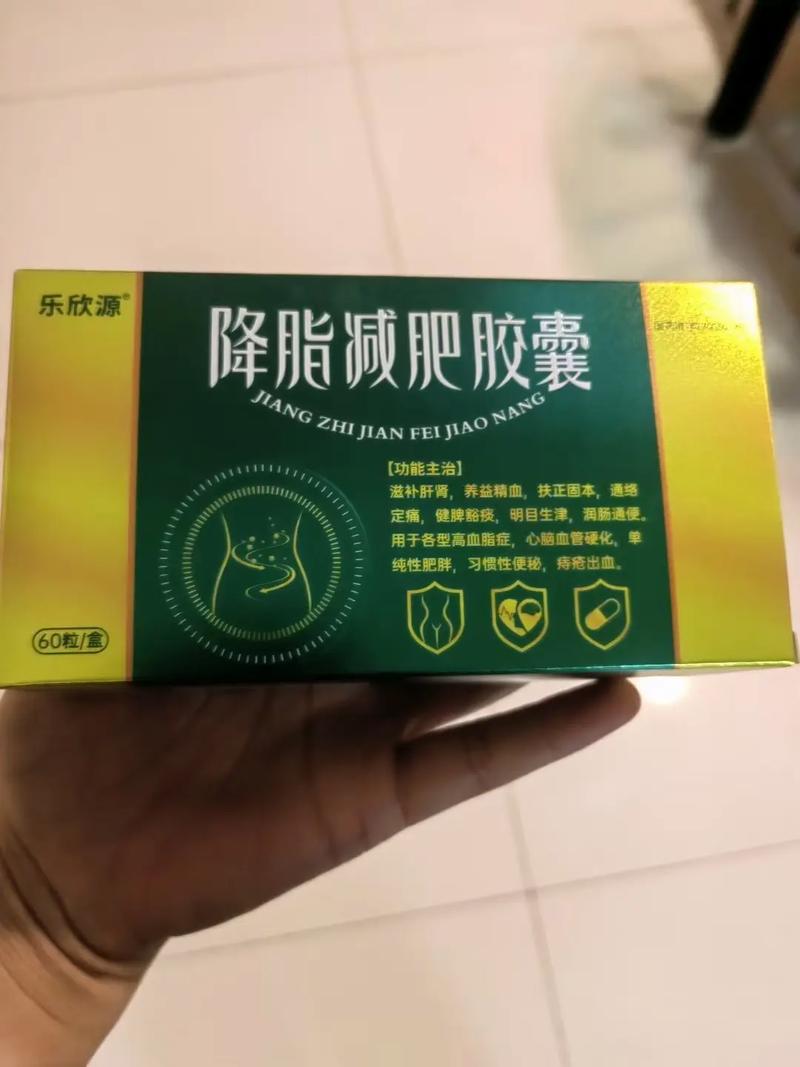 乐欣源®
降脂减肥胶囊
JIANG ZHI JIAN FEI JIAO NANG
【功能主治】
滋补肝肾，养益精血，扶正固本，通络
定痛，健脾豁痰，明目生津，润肠通便。
用于各型高血脂症，心脑血管硬化，单
纯性肥胖，习惯性便秘，痔疮出血。
60粒/盒